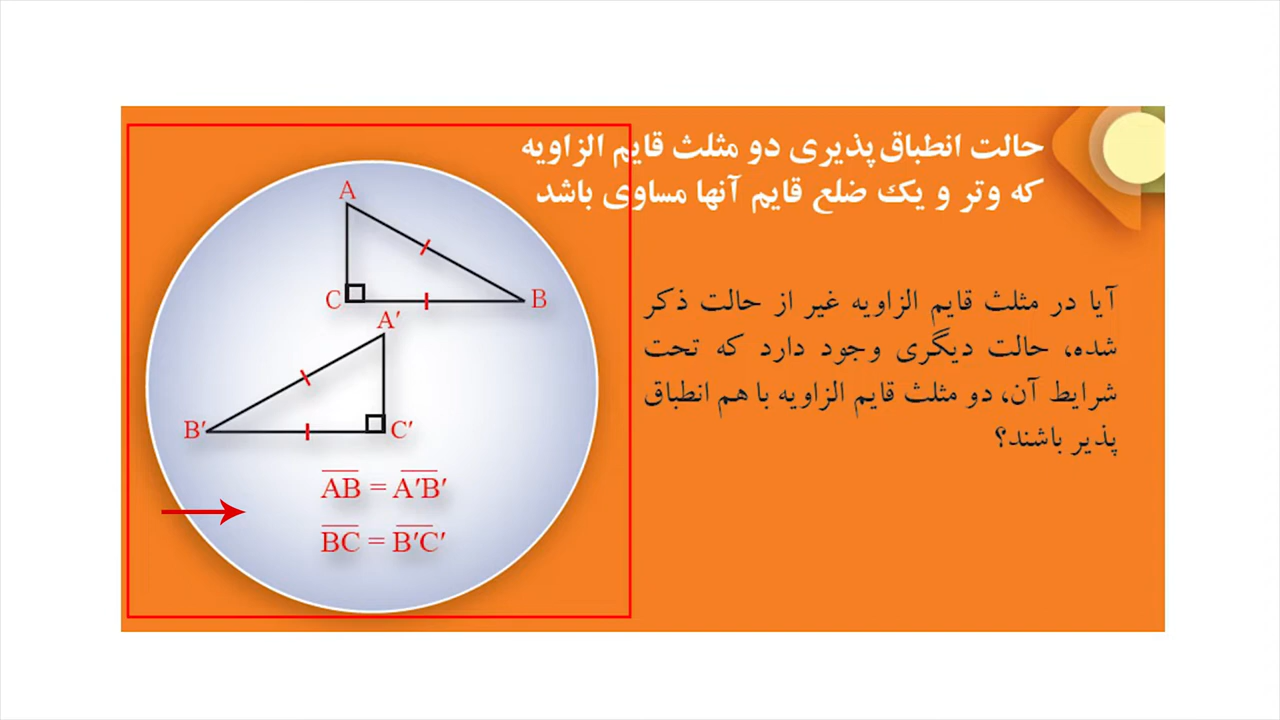 حالت انطباق پذیری دو مثلث قایم الزاویه
که وتر و یک ضلع قایم آنها مساوی باشد
آیا در مثلث قایم الزاویه غیر از حالت ذکر
شده، حالت دیگری وجود دارد که تحت
شرایط آن، دو مثلث قایم الزاویه با هم انطباق
پذیر باشند؟
A
C
B
A′
B′
C′
A̅B̅ = A̅′B̅′
B̅C̅ = B̅′C̅′